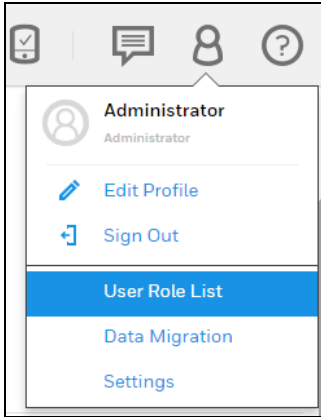 ?
Administrator
Administrator
Edit Profile
Sign Out
User Role List
Data Migration
Settings